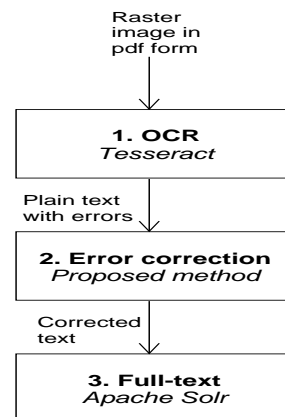 Raster
image in
pdf form
1. OCR
Tesseract
Plain text
with errors
2. Error correction
Proposed method
Corrected
text
3. Full-text
Apache Solr